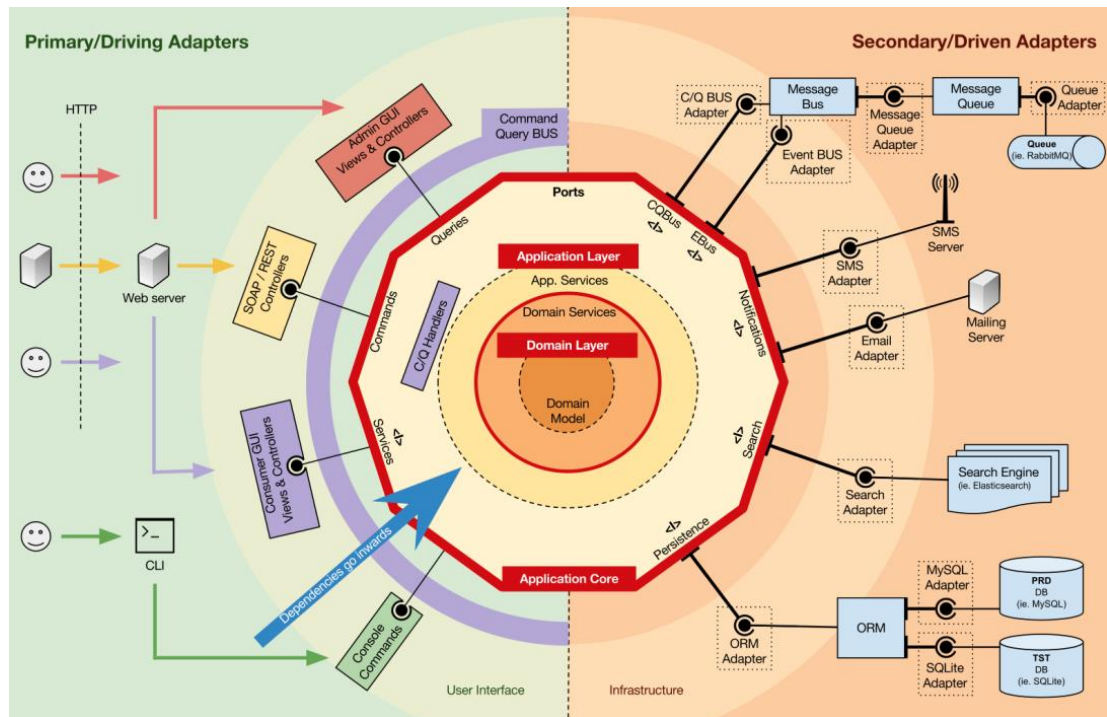 Primary/Driving Adapters
Secondary/Driven Adapters
HTTP
Web server
CLI
Admin GUI
Views & Controllers
SOAP / REST
Controllers
Consumer GUI
Views & Controllers
Console
Commands
Command
Query BUS
Dependencies go inwards
User Interface
Infrastructure
Ports
Queries
Commands
</>
Services
C/Q Handlers
Application Layer
App. Services
Domain Services
Domain Layer
Domain
Model
Application Core
CQBus
</>
EBus
</>
Notifications
</>
Search
</>
Persistence
</>
C/Q BUS
Adapter
Message
Bus
Event BUS
Adapter
Message
Queue
Adapter
Message
Queue
Queue
Adapter
Queue
(ie. RabbitMQ)
SMS
Adapter
SMS
Server
Email
Adapter
Mailing
Server
Search
Adapter
Search Engine
(ie. Elasticsearch)
ORM
Adapter
ORM
MySQL
Adapter
PRD
DB
(ie. MySQL)
SQLite
Adapter
TST
DB
(ie. SQLite)